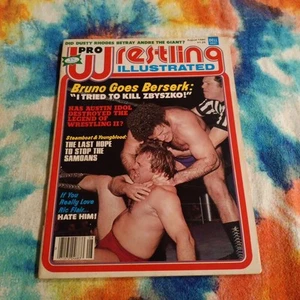 DID DUSTY RHODES BETRAY ANDRE THE GIANT?
PRO
Wrestling
ILLUSTRATED
Bruno Goes Berserk:
"I TRIED TO KILL ZBYSZKO!"
HAS AUSTIN IDOL
DESTROYED THE
LEGEND OF
WRESTLING II?
Steamboat & Youngblood:
THE LAST HOPE
TO STOP THE
SAMOANS
If You
Really Love
Ric Flair
HATE HIM!